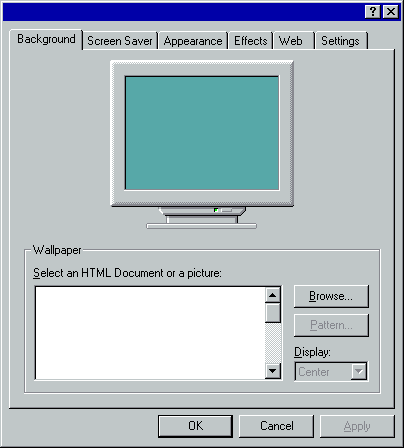 Background Screen Saver Appearance Effects Web Settings
Wallpaper
Select an HTML Document or a picture:
Browse...
Pattern...
Display:
Center
OK Cancel Apply